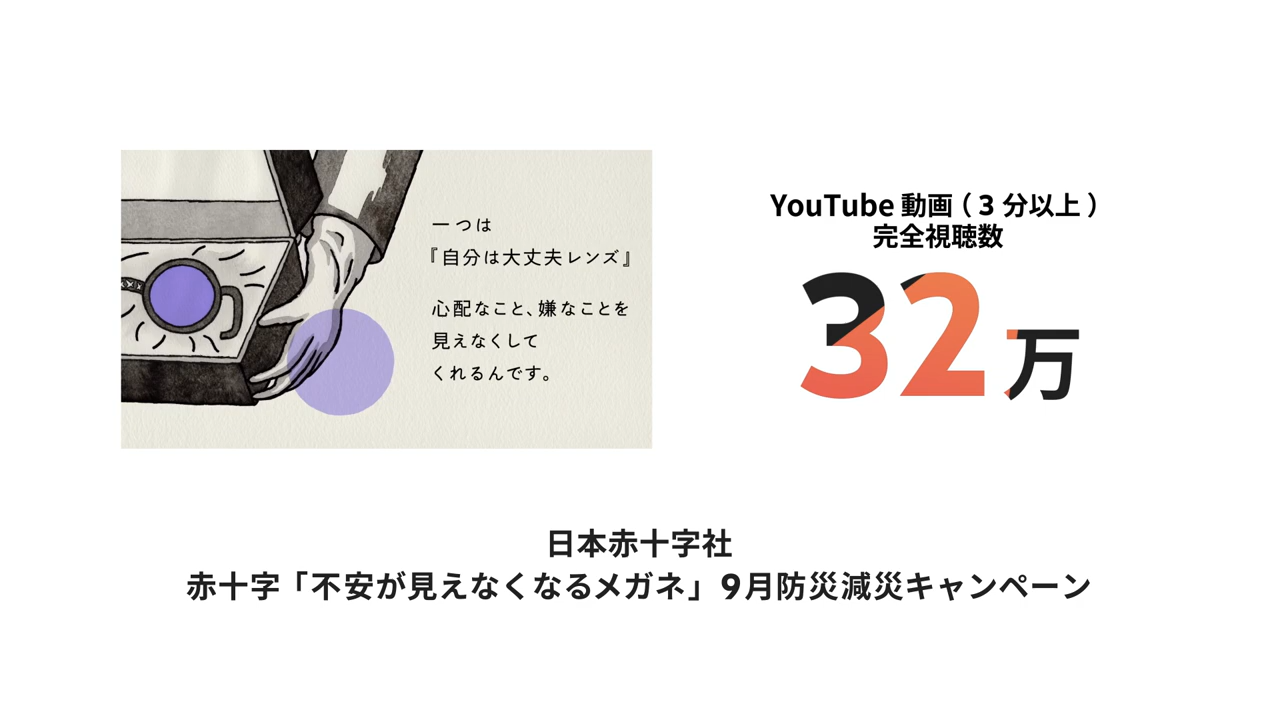 一つは
『自分は大丈夫レンズ』
心配なこと、嫌なことを
見えなくして
くれるんです。
YouTube 動画（3 分以上）
完全視聴数
32万
日本赤十字社
赤十字「不安が見えなくなるメガネ」9月防災減災キャンペーン